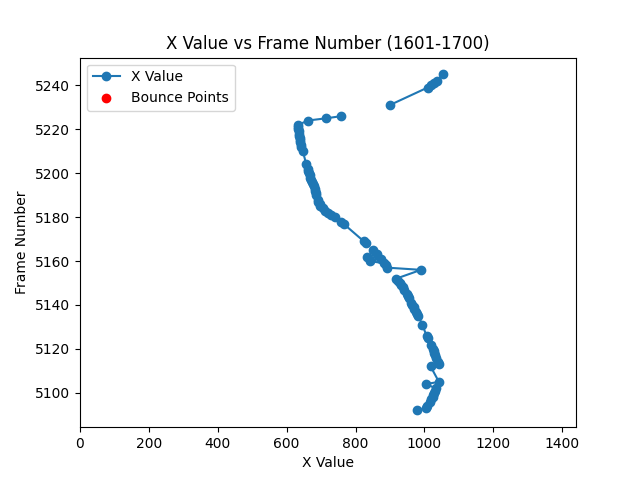 X Value vs Frame Number (1601-1700)
X Value
Bounce Points
5240
5220
5200
5180
5160
5140
5120
5100
Frame Number
0 200 400 600 800 1000 1200 1400
X Value